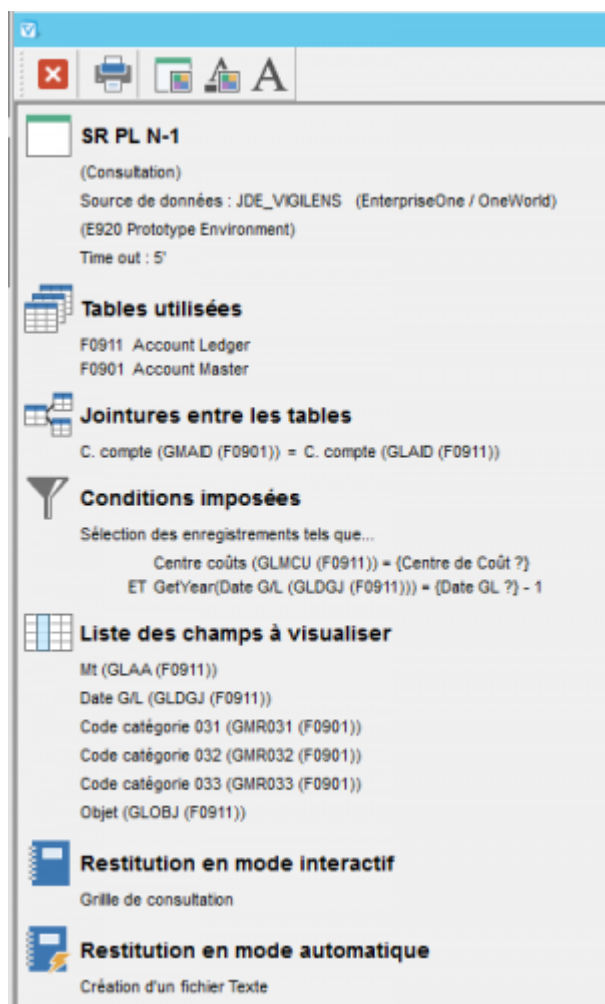 SR PL N-1
(Consultation)
Source de données : JDE_VIGILENS (EnterpriseOne / OneWorld)
(E920 Prototype Environment)
Time out : 5'
Tables utilisées
F0911 Account Ledger
F0901 Account Master
Jointures entre les tables
C. compte (GMAID (F0901)) = C. compte (GLAID (F0911))
Conditions imposées
Sélection des enregistrements tels que...
Centre coûts (GLMCU (F0911)) = {Centre de Coût ?}
ET GetYear(Date G/L (GLDGJ (F0911))) = {Date GL ?} - 1
Liste des champs à visualiser
Mt (GLAA (F0911))
Date G/L (GLDGJ (F0911))
Code catégorie 031 (GMR031 (F0901))
Code catégorie 032 (GMR032 (F0901))
Code catégorie 033 (GMR033 (F0901))
Objet (GLOBJ (F0911))
Restitution en mode interactif
Grille de consultation
Restitution en mode automatique
Création d'un fichier Texte